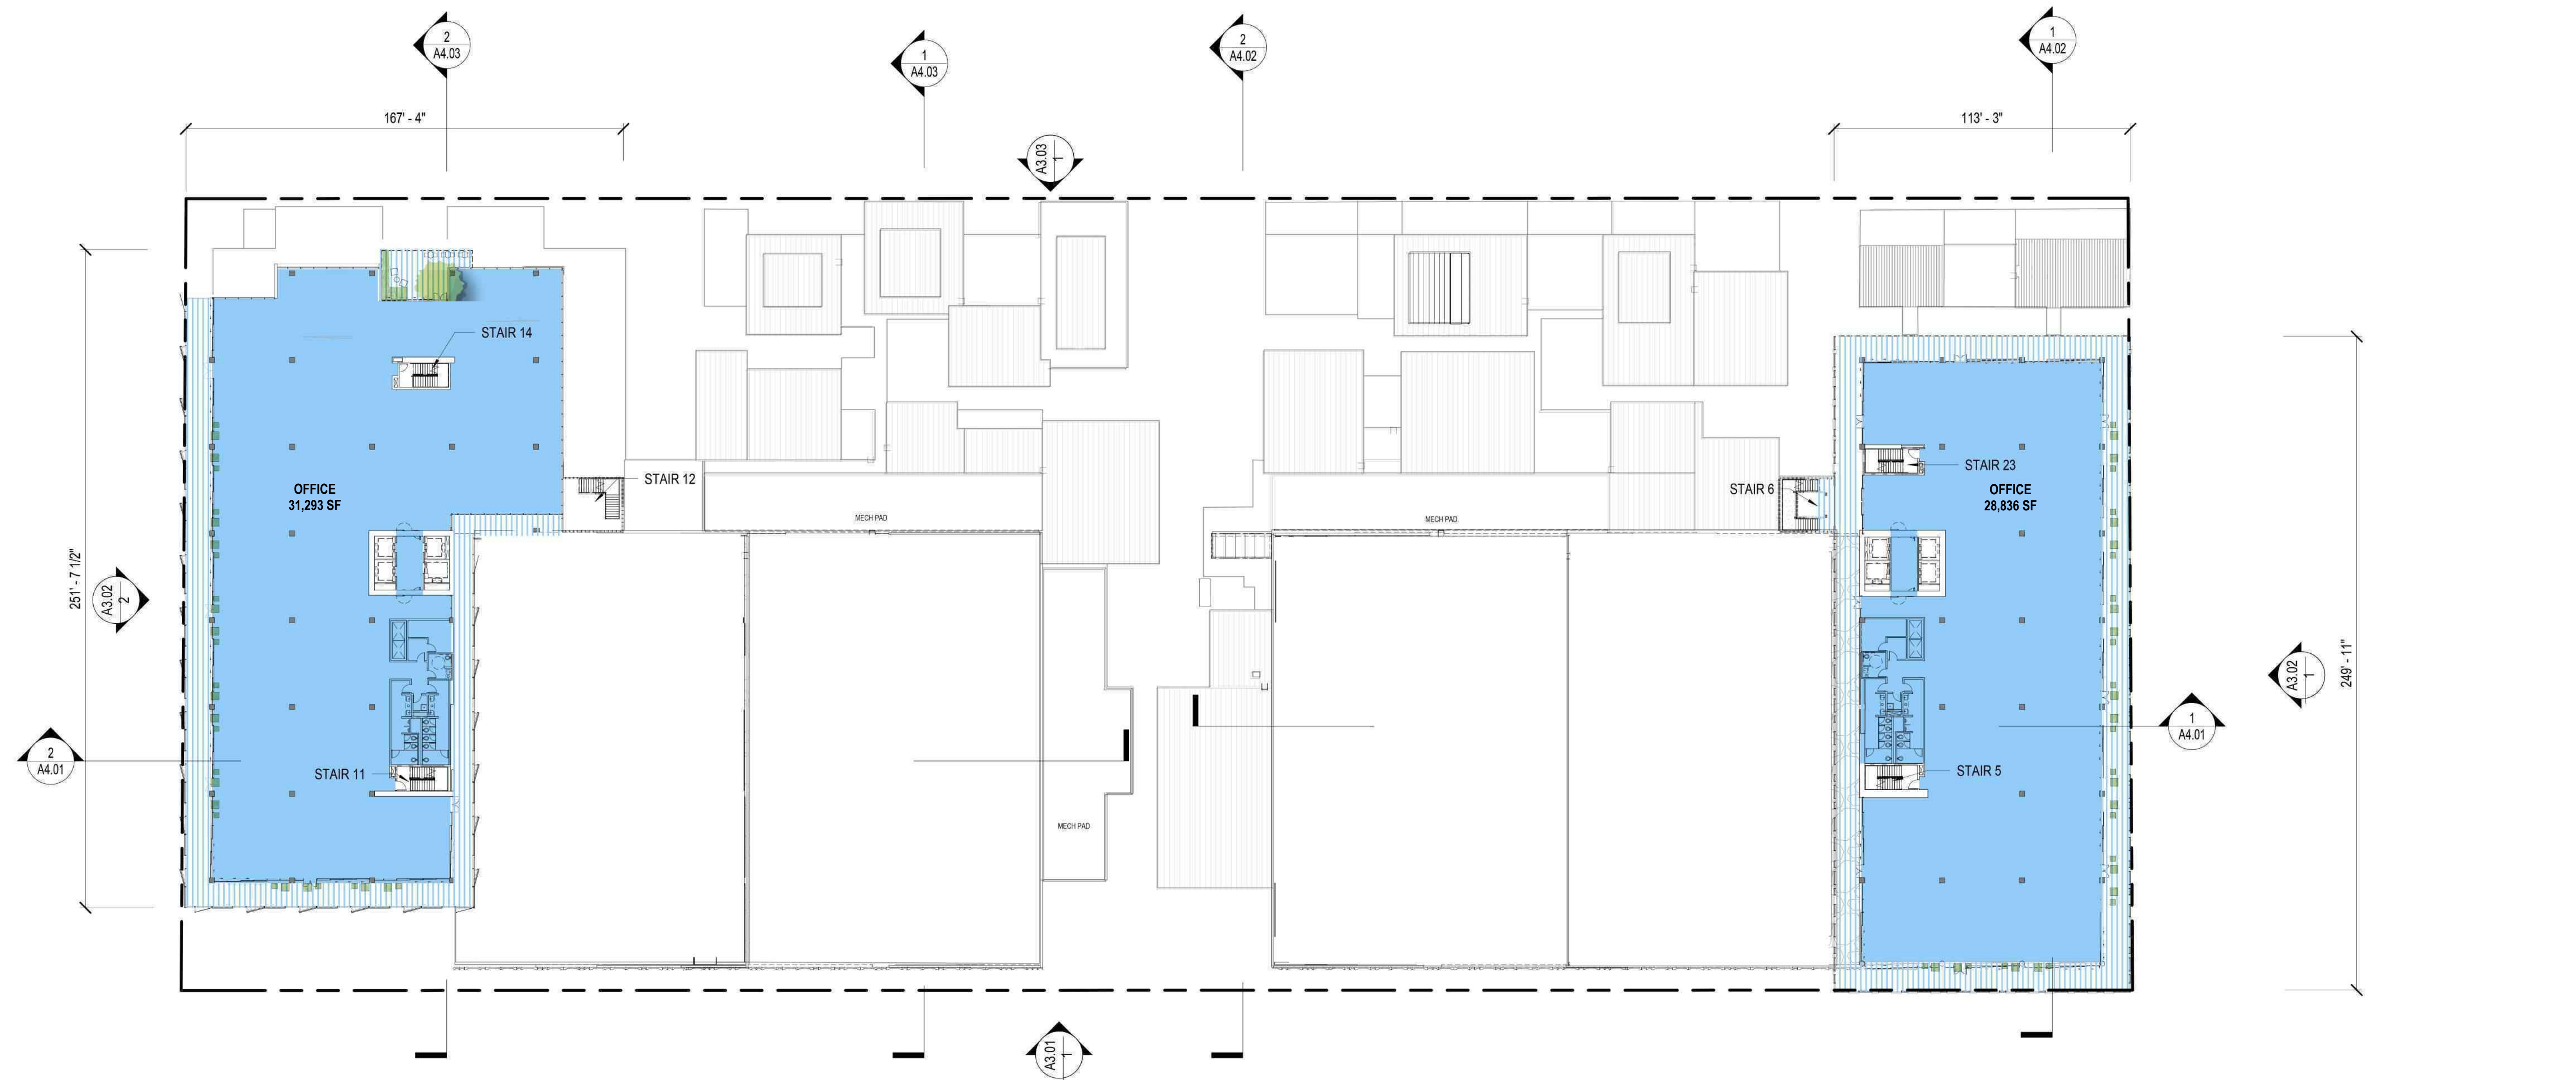 2
A4.03
1
A4.03
2
A4.02
1
A4.02
167' - 4"
113' - 3"
A3.03
1
STAIR 14
STAIR 12
STAIR 6
STAIR 23
OFFICE
31,293 SF
OFFICE
28,836 SF
MECH PAD
MECH PAD
251' - 7 1/2"
A3.02
2
A3.02
1
249' - 11"
2
A4.01
1
A4.01
STAIR 11
STAIR 5
MECH PAD
A3.01
1